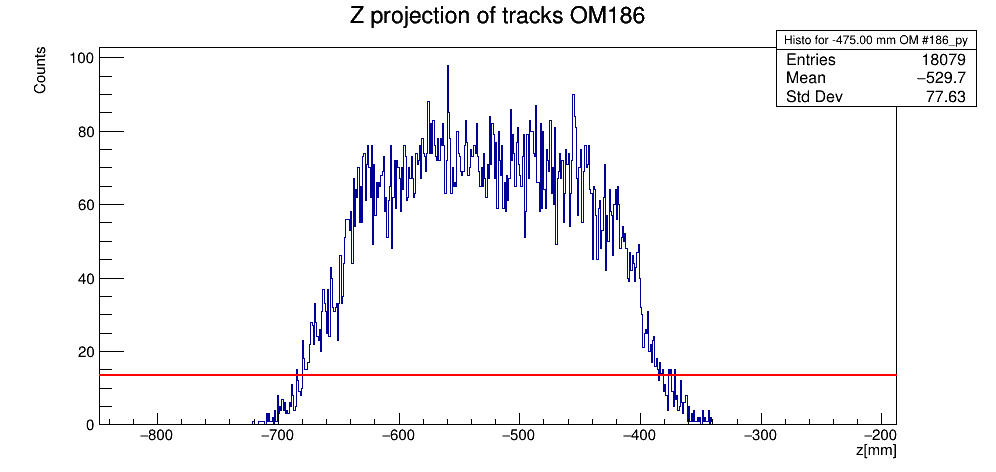 Z projection of tracks OM186
Histo for -475.00 mm OM #186_py
Entries 18079
Mean −529.7
Std Dev 77.63
Counts
100
80
60
40
20
0
−800 −700 −600 −500 −400 −300 −200
z[mm]